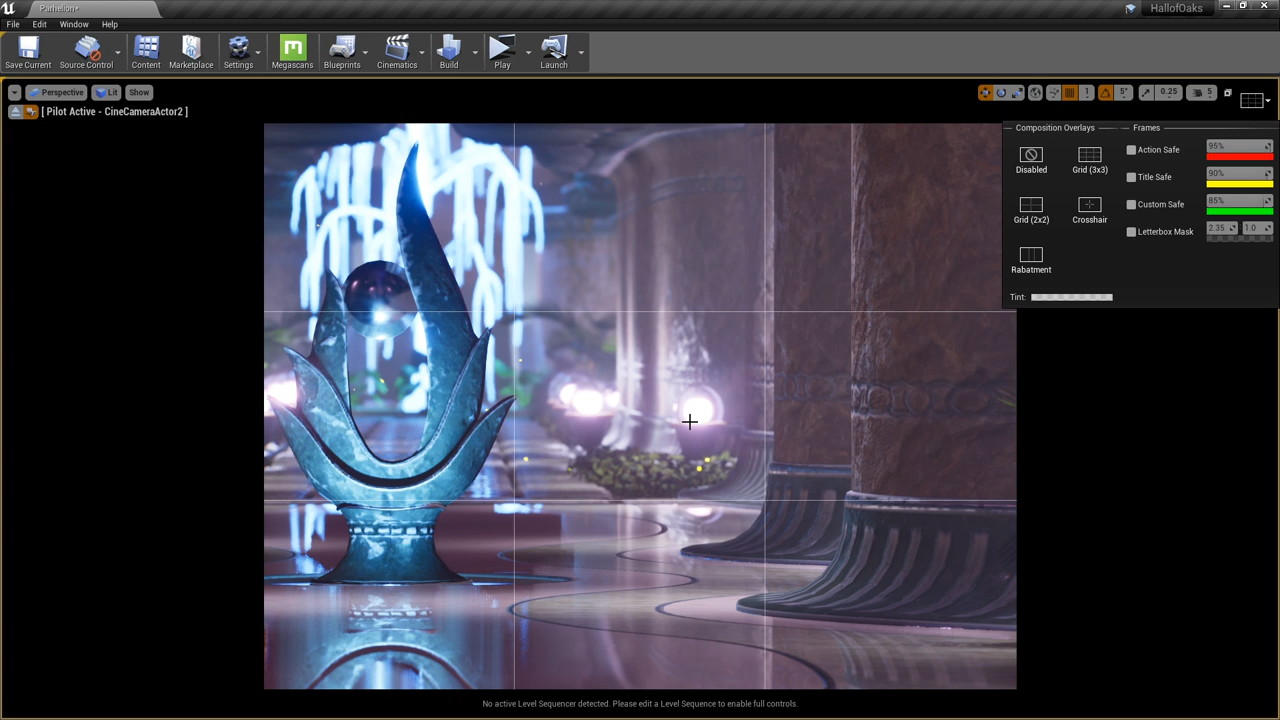 Parhelion*
HallofOaks
File Edit Window Help
Save Current Source Control Content Marketplace Settings Megascans Blueprints Cinematics Build Play Launch
Perspective Lit Show
1 5° 0.25 5
[ Pilot Active - CineCameraActor2 ]
Composition Overlays Frames
Disabled Grid (3x3) Action Safe 95%
Title Safe 90%
Grid (2x2) Crosshair Custom Safe 85%
Letterbox Mask 2.35 1.0
Rabatment
Tint:
No active Level Sequencer detected. Please edit a Level Sequence to enable full controls.